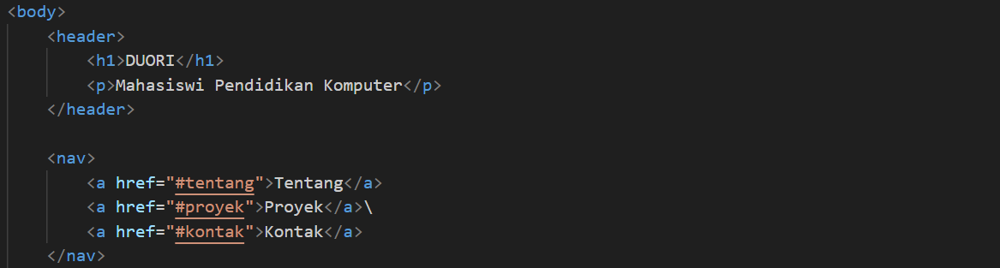 <body>
<header>
<h1>DUORI</h1>
<p>Mahasiswi Pendidikan Komputer</p>
</header>
<nav>
<a href="#tentang">Tentang</a>
<a href="#proyek">Proyek</a>\
<a href="#kontak">Kontak</a>
</nav>